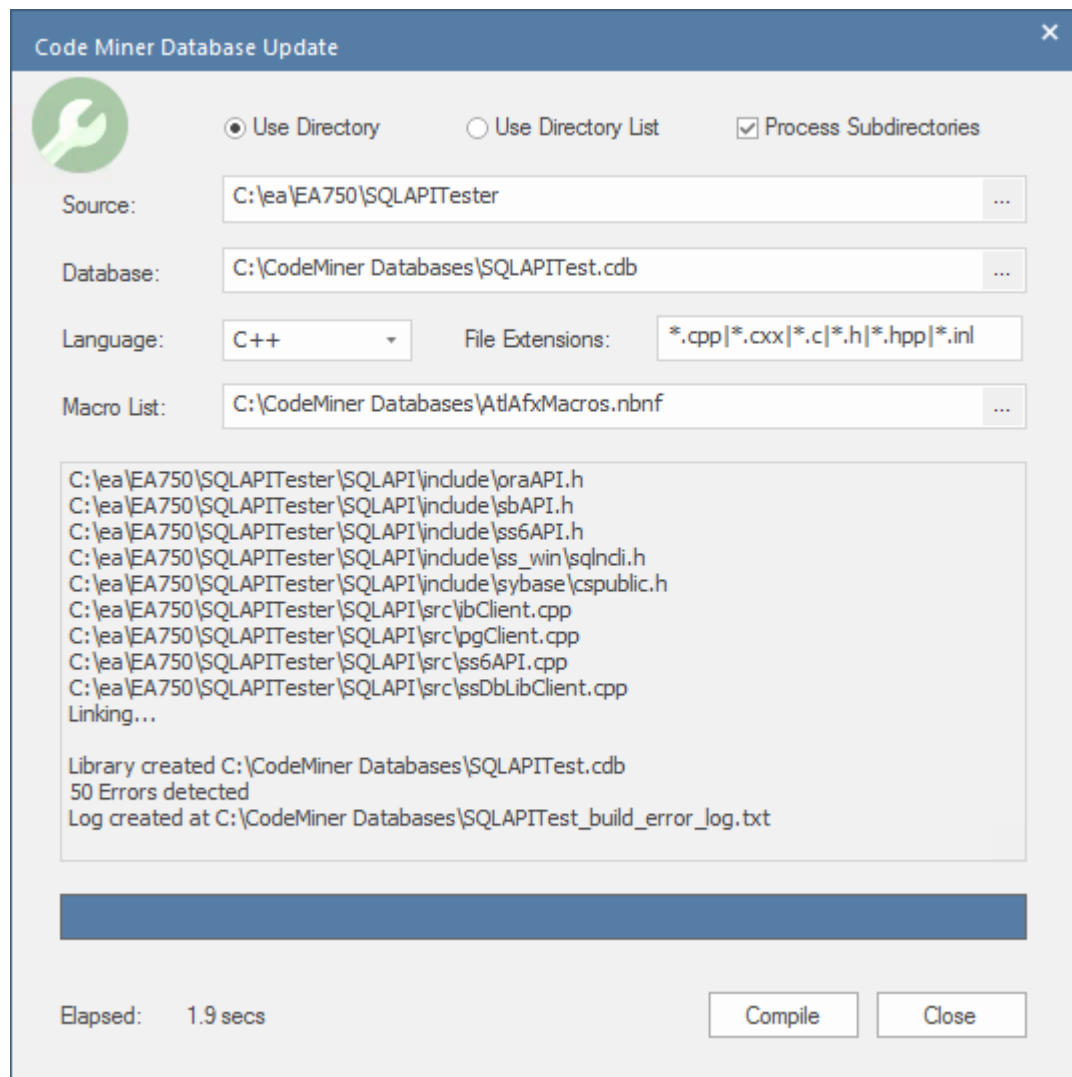 Code Miner Database Update
Use Directory Use Directory List Process Subdirectories
Source: C:\ea\EA750\SQLAPITester ...
Database: C:\CodeMiner Databases\SQLAPITest.cdb ...
Language: C++ File Extensions: *.cpp|*.cxx|*.c|*.h|*.hpp|*.inl
Macro List: C:\CodeMiner Databases\AtlAfxMacros.nbnf ...
C:\ea\EA750\SQLAPITester\SQLAPI\include\oraAPI.h
C:\ea\EA750\SQLAPITester\SQLAPI\include\sbAPI.h
C:\ea\EA750\SQLAPITester\SQLAPI\include\ss6API.h
C:\ea\EA750\SQLAPITester\SQLAPI\include\ss_win\sqlncli.h
C:\ea\EA750\SQLAPITester\SQLAPI\include\sybase\cspublic.h
C:\ea\EA750\SQLAPITester\SQLAPI\src\ibClient.cpp
C:\ea\EA750\SQLAPITester\SQLAPI\src\pgClient.cpp
C:\ea\EA750\SQLAPITester\SQLAPI\src\ss6API.cpp
C:\ea\EA750\SQLAPITester\SQLAPI\src\ssDbLibClient.cpp
Linking...
Library created C:\CodeMiner Databases\SQLAPITest.cdb
50 Errors detected
Log created at C:\CodeMiner Databases\SQLAPITest_build_error_log.txt
Elapsed: 1.9 secs Compile Close